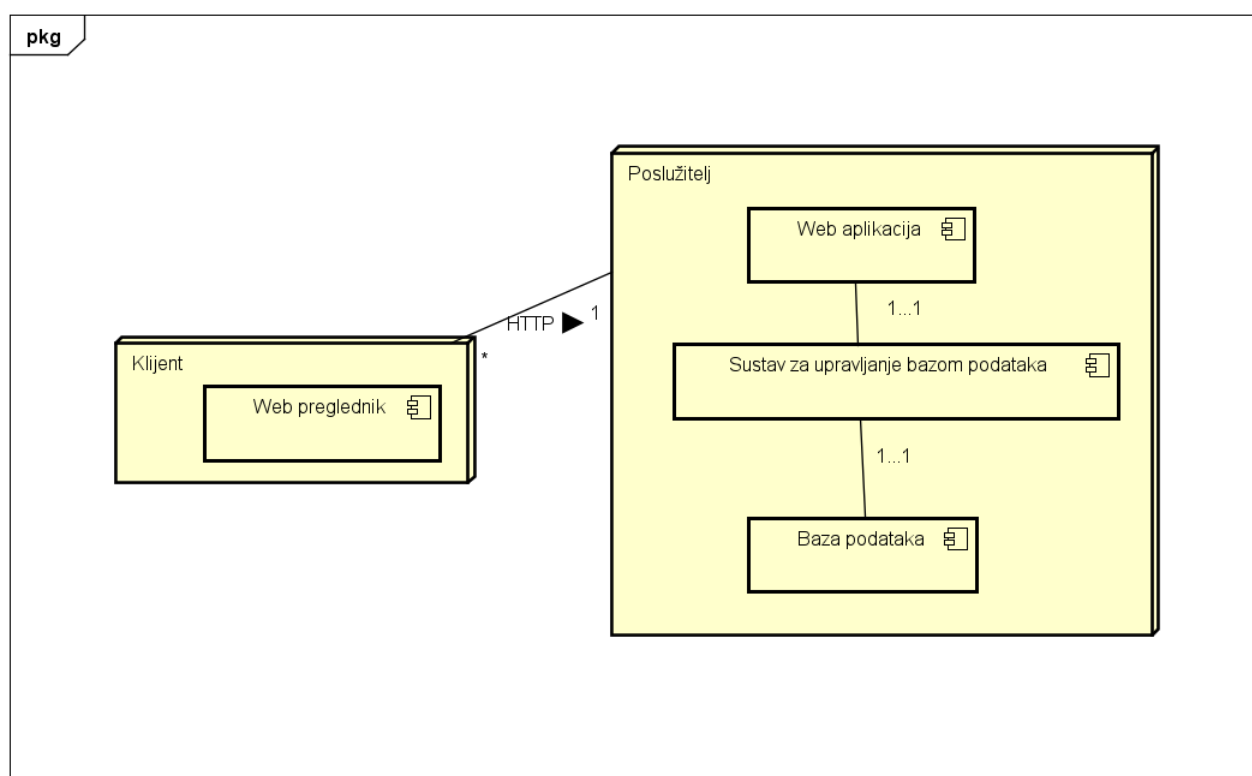 pkg
Poslužitelj
Web aplikacija
1...1
HTTP ▶ 1
*
Klijent
Sustav za upravljanje bazom podataka
Web preglednik
1...1
Baza podataka